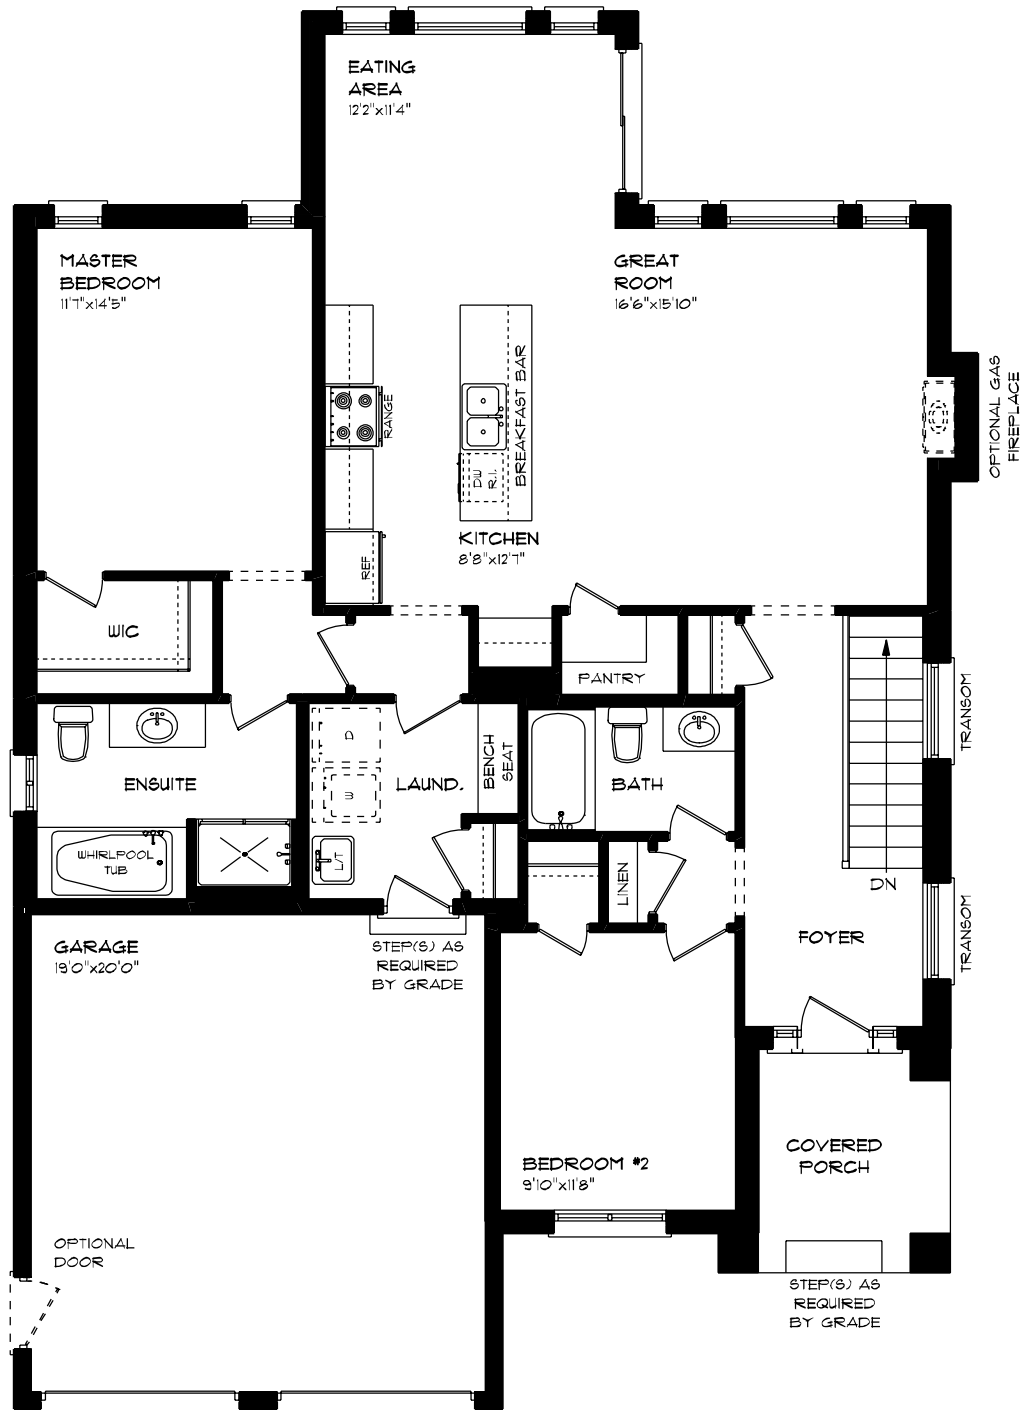 EATING
AREA
12'2"x11'4"
MASTER
BEDROOM
11'7"x14'5"
GREAT
ROOM
16'6"x15'10"
OPTIONAL GAS
FIREPLACE
RANGE
BREAKFAST BAR
DW
R.I.
KITCHEN
8'8"x12'7"
REF
WIC
PANTRY
TRANSOM
D
W
LAUND.
BENCH
SEAT
ENSUITE
BATH
WHIRLPOOL
TUB
L/T
LINEN
DN
TRANSOM
FOYER
GARAGE
19'0"x20'0"
STEP(S) AS
REQUIRED
BY GRADE
BEDROOM #2
9'10"x11'8"
COVERED
PORCH
OPTIONAL
DOOR
STEP(S) AS
REQUIRED
BY GRADE